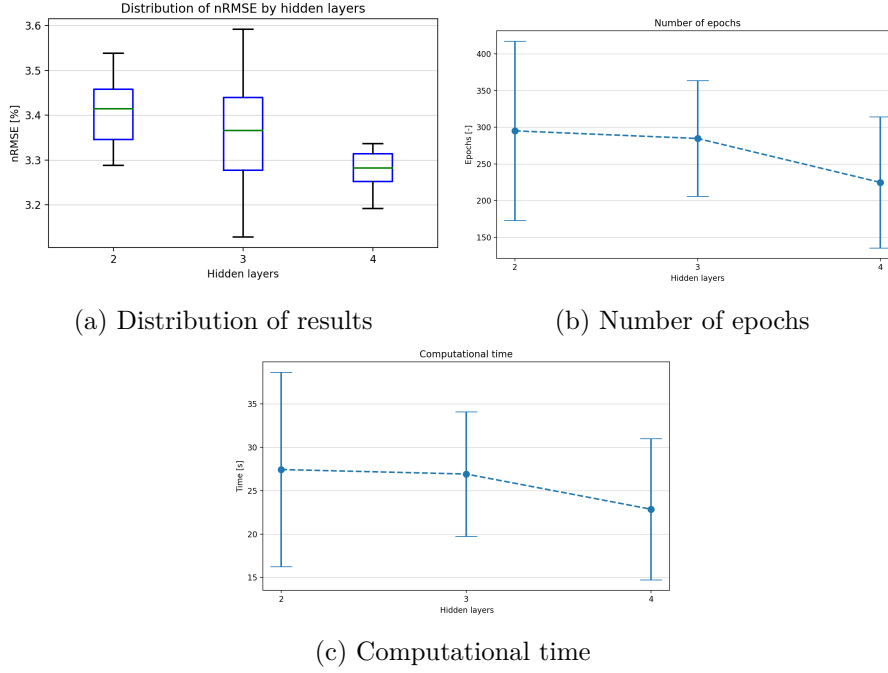 Distribution of nRMSE by hidden layers
nRMSE [%]
3.6
3.5
3.4
3.3
3.2
2
3
4
Hidden layers
(a) Distribution of results
Number of epochs
Epochs [-]
400
350
300
250
200
150
2
3
4
Hidden layers
(b) Number of epochs
Computational time
Time [s]
35
30
25
20
15
2
3
4
Hidden layers
(c) Computational time